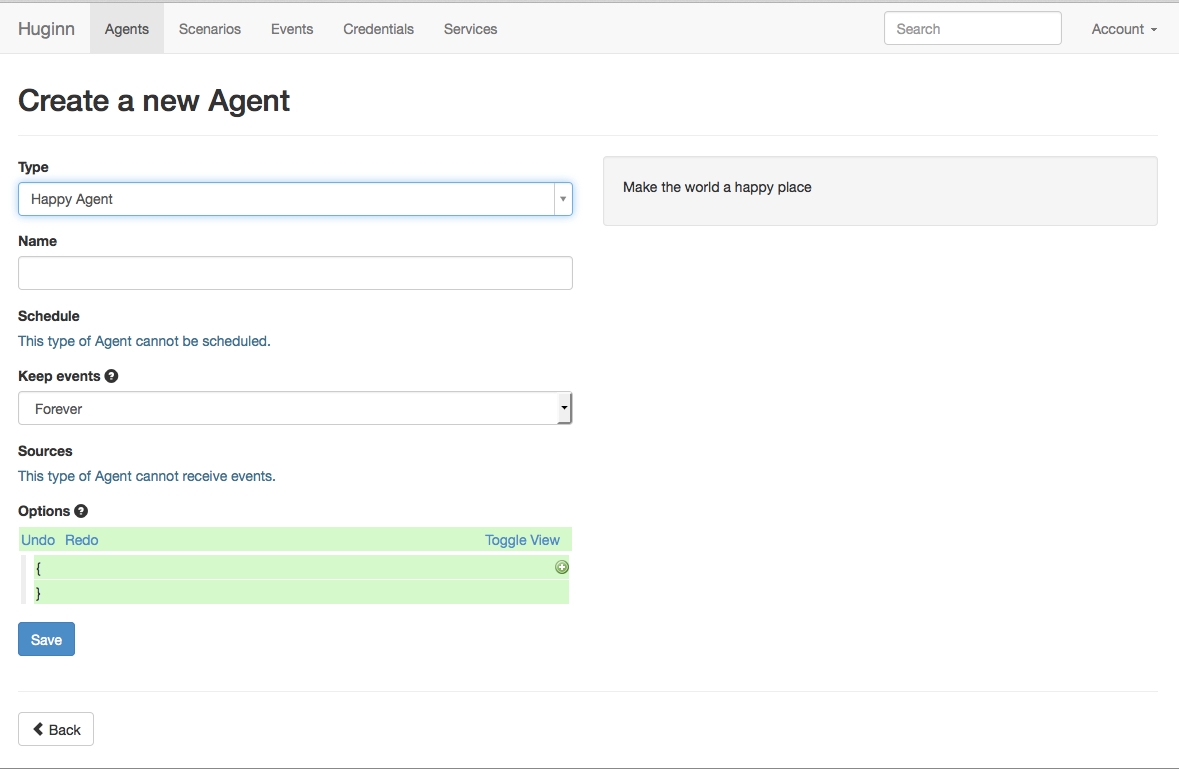 Huginn Agents Scenarios Events Credentials Services Search Account
Create a new Agent
Type
Happy Agent
Make the world a happy place
Name
Schedule
This type of Agent cannot be scheduled.
Keep events ?
Forever
Sources
This type of Agent cannot receive events.
Options ?
Undo Redo Toggle View
{
}
Save
Back